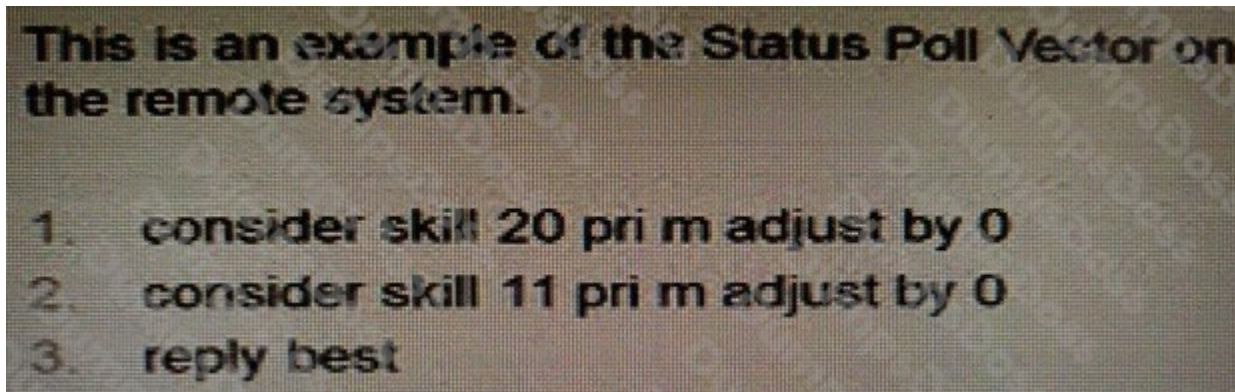 This is an example of the Status Poll Vector on
the remote system.
1. consider skill 20 pri m adjust by 0
2. consider skill 11 pri m adjust by 0
3. reply best